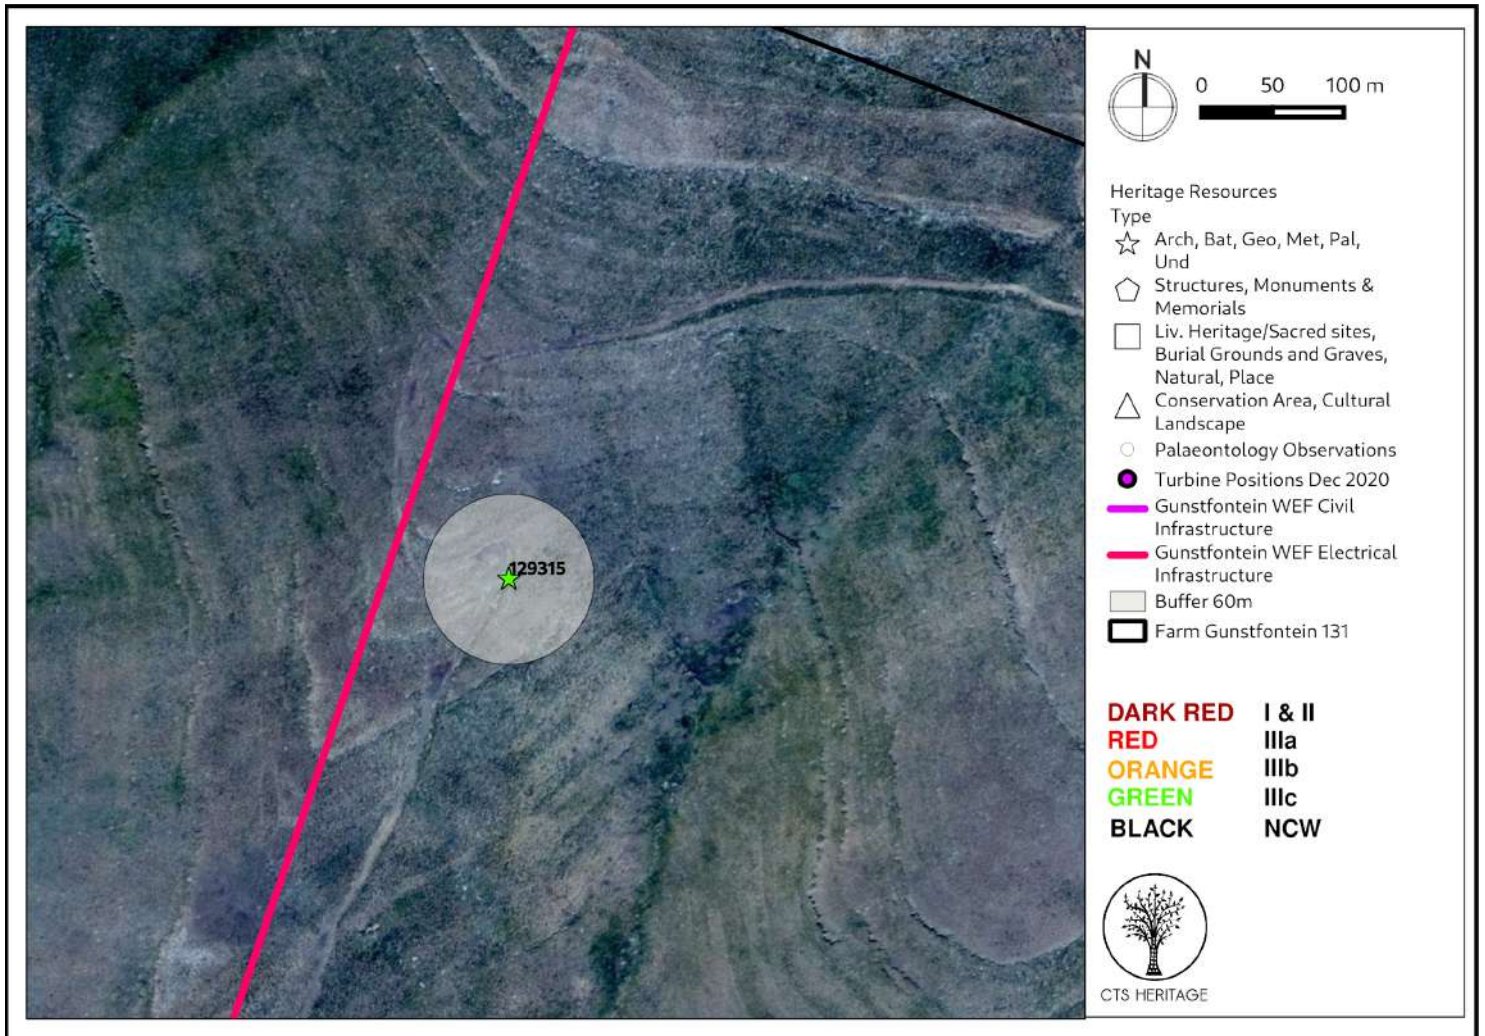 129315
N
0 50 100 m
Heritage Resources
Type
Arch, Bat, Geo, Met, Pal,
Und
Structures, Monuments &
Memorials
Liv. Heritage/Sacred sites,
Burial Grounds and Graves,
Natural, Place
Conservation Area, Cultural
Landscape
Palaeontology Observations
Turbine Positions Dec 2020
Gunstfontein WEF Civil
Infrastructure
Gunstfontein WEF Electrical
Infrastructure
Buffer 60m
Farm Gunstfontein 131
DARK RED I & II
RED IIIa
ORANGE IIIb
GREEN IIIc
BLACK NCW
CTS HERITAGE